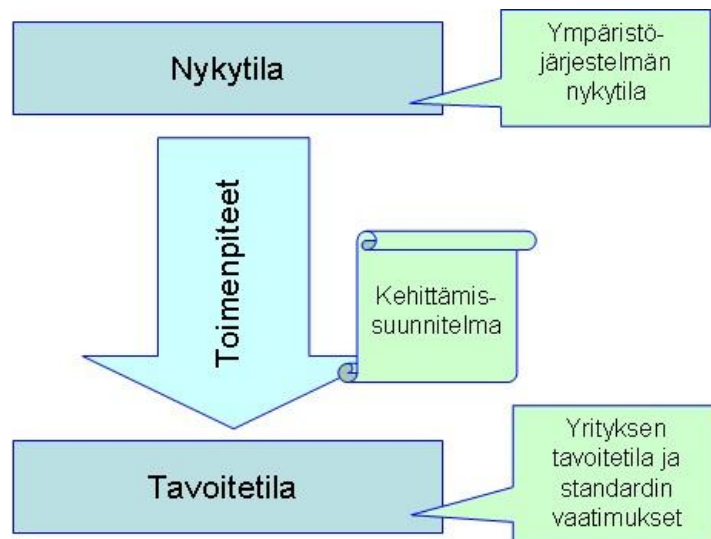 Nykytila
Ympäristö-
järjestelmän
nykytila
Toimenpiteet
Kehittämis-
suunnitelma
Tavoitetila
Yrityksen
tavoitetila ja
standardin
vaatimukset